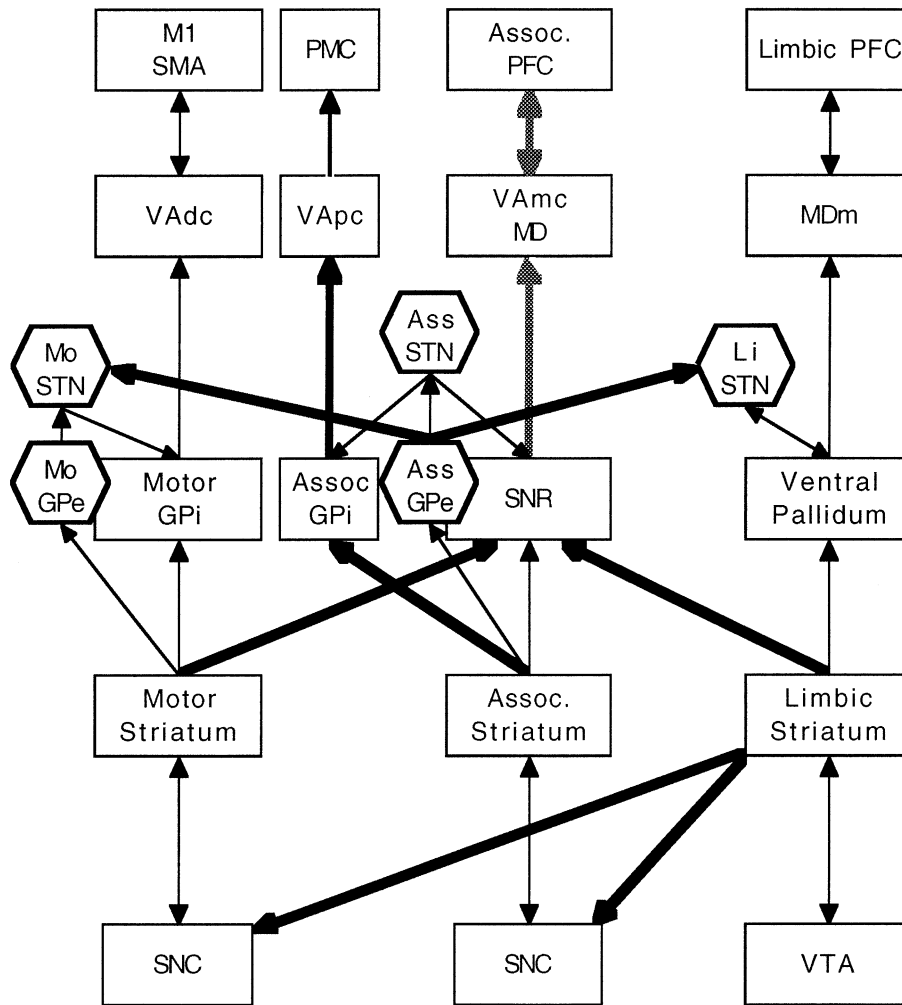 M1
SMA
PMC
Assoc.
PFC
Limbic PFC
VAdc
VApc
VAmc
MD
MDm
Mo
STN
Ass
STN
Li
STN
Mo
GPe
Motor
GPi
Assoc
GPi
Ass
GPe
SNR
Ventral
Pallidum
Motor
Striatum
Assoc.
Striatum
Limbic
Striatum
SNC
SNC
VTA